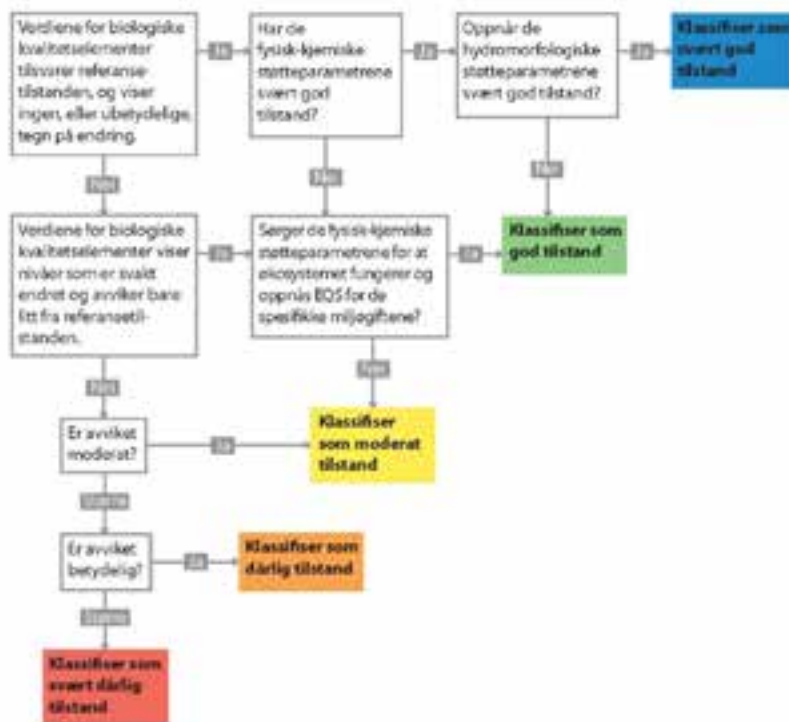 Verdiene for biologiske
kvalitetselementer
tilsvarer referanse-
tilstanden, og viser
ingen, eller ubetydelige,
tegn på endring.
Ja
Har de
fysisk-kjemiske
støtteparametrene
svært god
tilstand?
Ja
Oppnår de
hydromorfologiske
støtteparametrene
svært god tilstand?
Ja
Klassifiser som
svært god
tilstand
Nei
Nei
Nei
Verdiene for biologiske
kvalitetselementer viser
nivåer som er svakt
endret og avviker bare
litt fra referansetil-
standen.
Ja
Sørger de fysisk-kjemiske
støtteparametrene for at
økosystemet fungerer og
oppnås EQS for de
spesifikke miljøgiftene?
Ja
Klassifiser som
god tilstand
Nei
Nei
Er avviket
moderat?
Ja
Klassifiser
som moderat
tilstand
Større
Er avviket
betydelig?
Ja
Klassifiser som
dårlig tilstand
Større
Klassifiser som
svært dårlig
tilstand